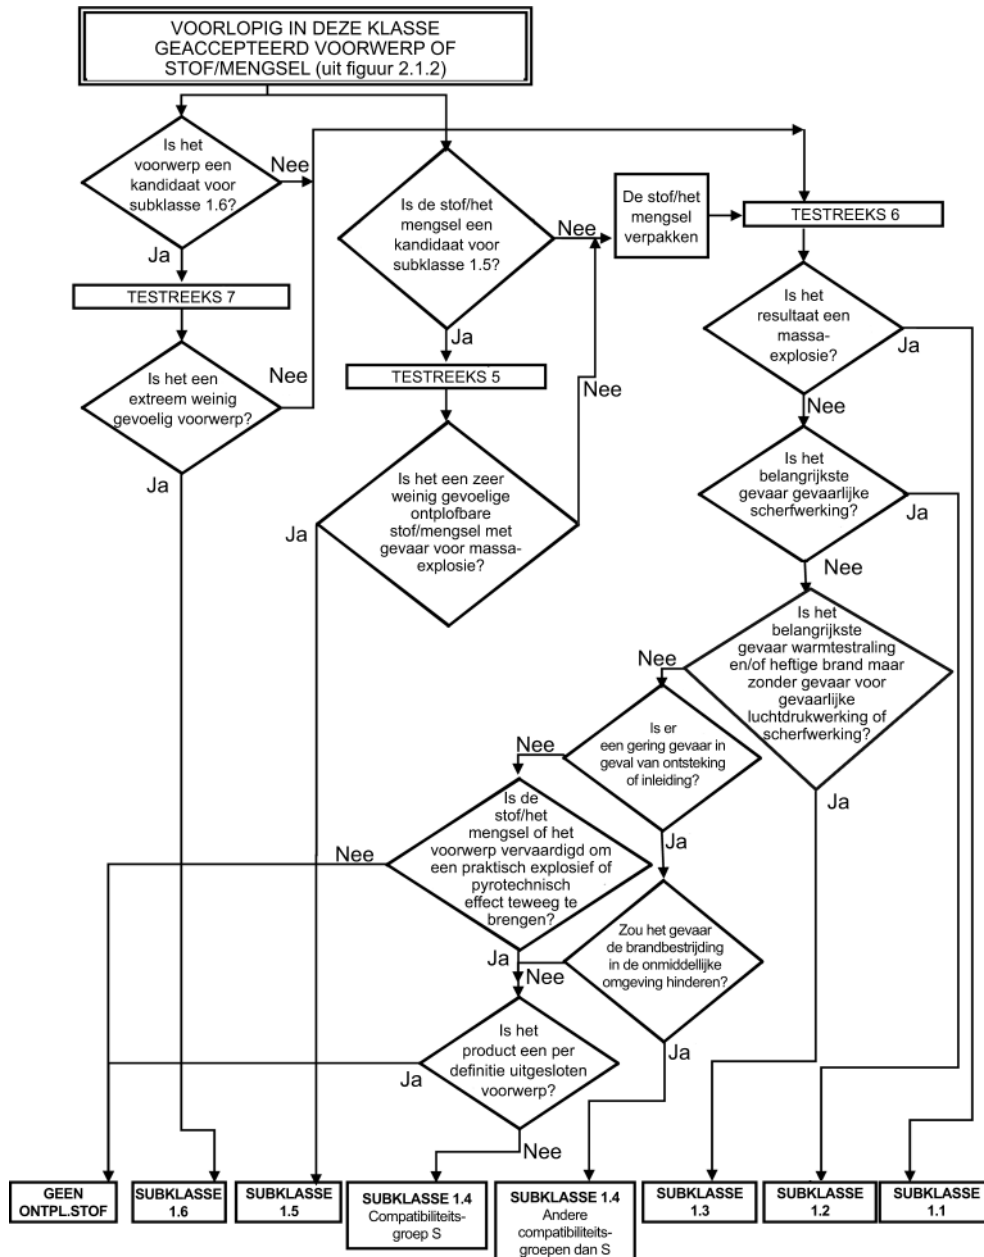 VOORLOPIG IN DEZE KLASSE
GEACCEPTEERD VOORWERP OF
STOF/MENGSEL (uit figuur 2.1.2)
Is het
voorwerp een
kandidaat voor
subklasse 1.6?
Nee
Ja
TESTREEKS 7
Is het een
extreem weinig
gevoelig voorwerp?
Nee
Ja
Is de stof/het
mengsel een
kandidaat voor
subklasse 1.5?
Nee
Ja
TESTREEKS 5
Nee
Is het een zeer
weinig gevoelige
ontplofbare
stof/mengsel met
gevaar voor massa-
explosie?
Ja
De stof/het
mengsel
verpakken
TESTREEKS 6
Is het
resultaat een
massa-
explosie?
Ja
Nee
Is het
belangrijkste
gevaar gevaarlijke
scherfwerking?
Ja
Nee
Is het
belangrijkste
gevaar warmtestraling
en/of heftige brand maar
zonder gevaar voor
gevaarlijke
luchtdrukwerking of
scherfwerking?
Nee
Ja
Is er
een gering gevaar in
geval van ontsteking
of inleiding?
Nee
Ja
Is de
stof/het
mengsel of het
voorwerp vervaardigd om
een praktisch explosief of
pyrotechnisch
effect teweeg te
brengen?
Nee
Ja
Zou het gevaar
de brandbestrijding
in de onmiddellijke
omgeving hinderen?
Nee
Ja
Is het
product een per
definitie uitgesloten
voorwerp?
Ja
Nee
GEEN
ONTPL.STOF
SUBKLASSE
1.6
SUBKLASSE
1.5
SUBKLASSE 1.4
Compatibiliteits-
groep S
SUBKLASSE 1.4
Andere
compatibiliteits-
groepen dan S
SUBKLASSE
1.3
SUBKLASSE
1.2
SUBKLASSE
1.1